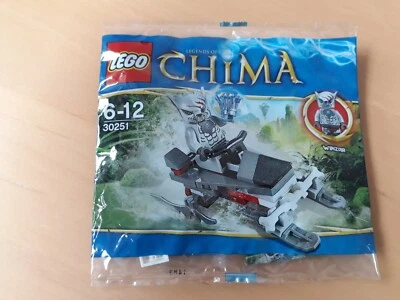 LEGO
LEGENDS OF
CHIMA
6-12
30251
WINZAR